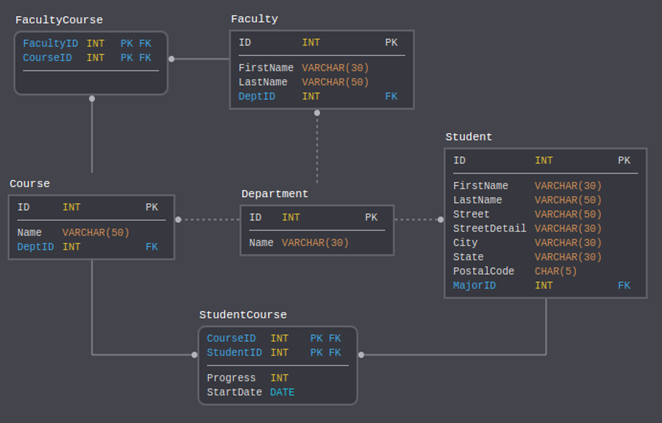 FacultyCourse
FacultyID INT PK FK
CourseID INT PK FK
Faculty
ID INT PK
FirstName VARCHAR(30)
LastName VARCHAR(50)
DeptID INT FK
Student
ID INT PK
FirstName VARCHAR(30)
LastName VARCHAR(50)
Street VARCHAR(50)
StreetDetail VARCHAR(30)
City VARCHAR(30)
State VARCHAR(30)
PostalCode CHAR(5)
MajorID INT FK
Course
ID INT PK
Name VARCHAR(50)
DeptID INT FK
Department
ID INT PK
Name VARCHAR(30)
StudentCourse
CourseID INT PK FK
StudentID INT PK FK
Progress INT
StartDate DATE